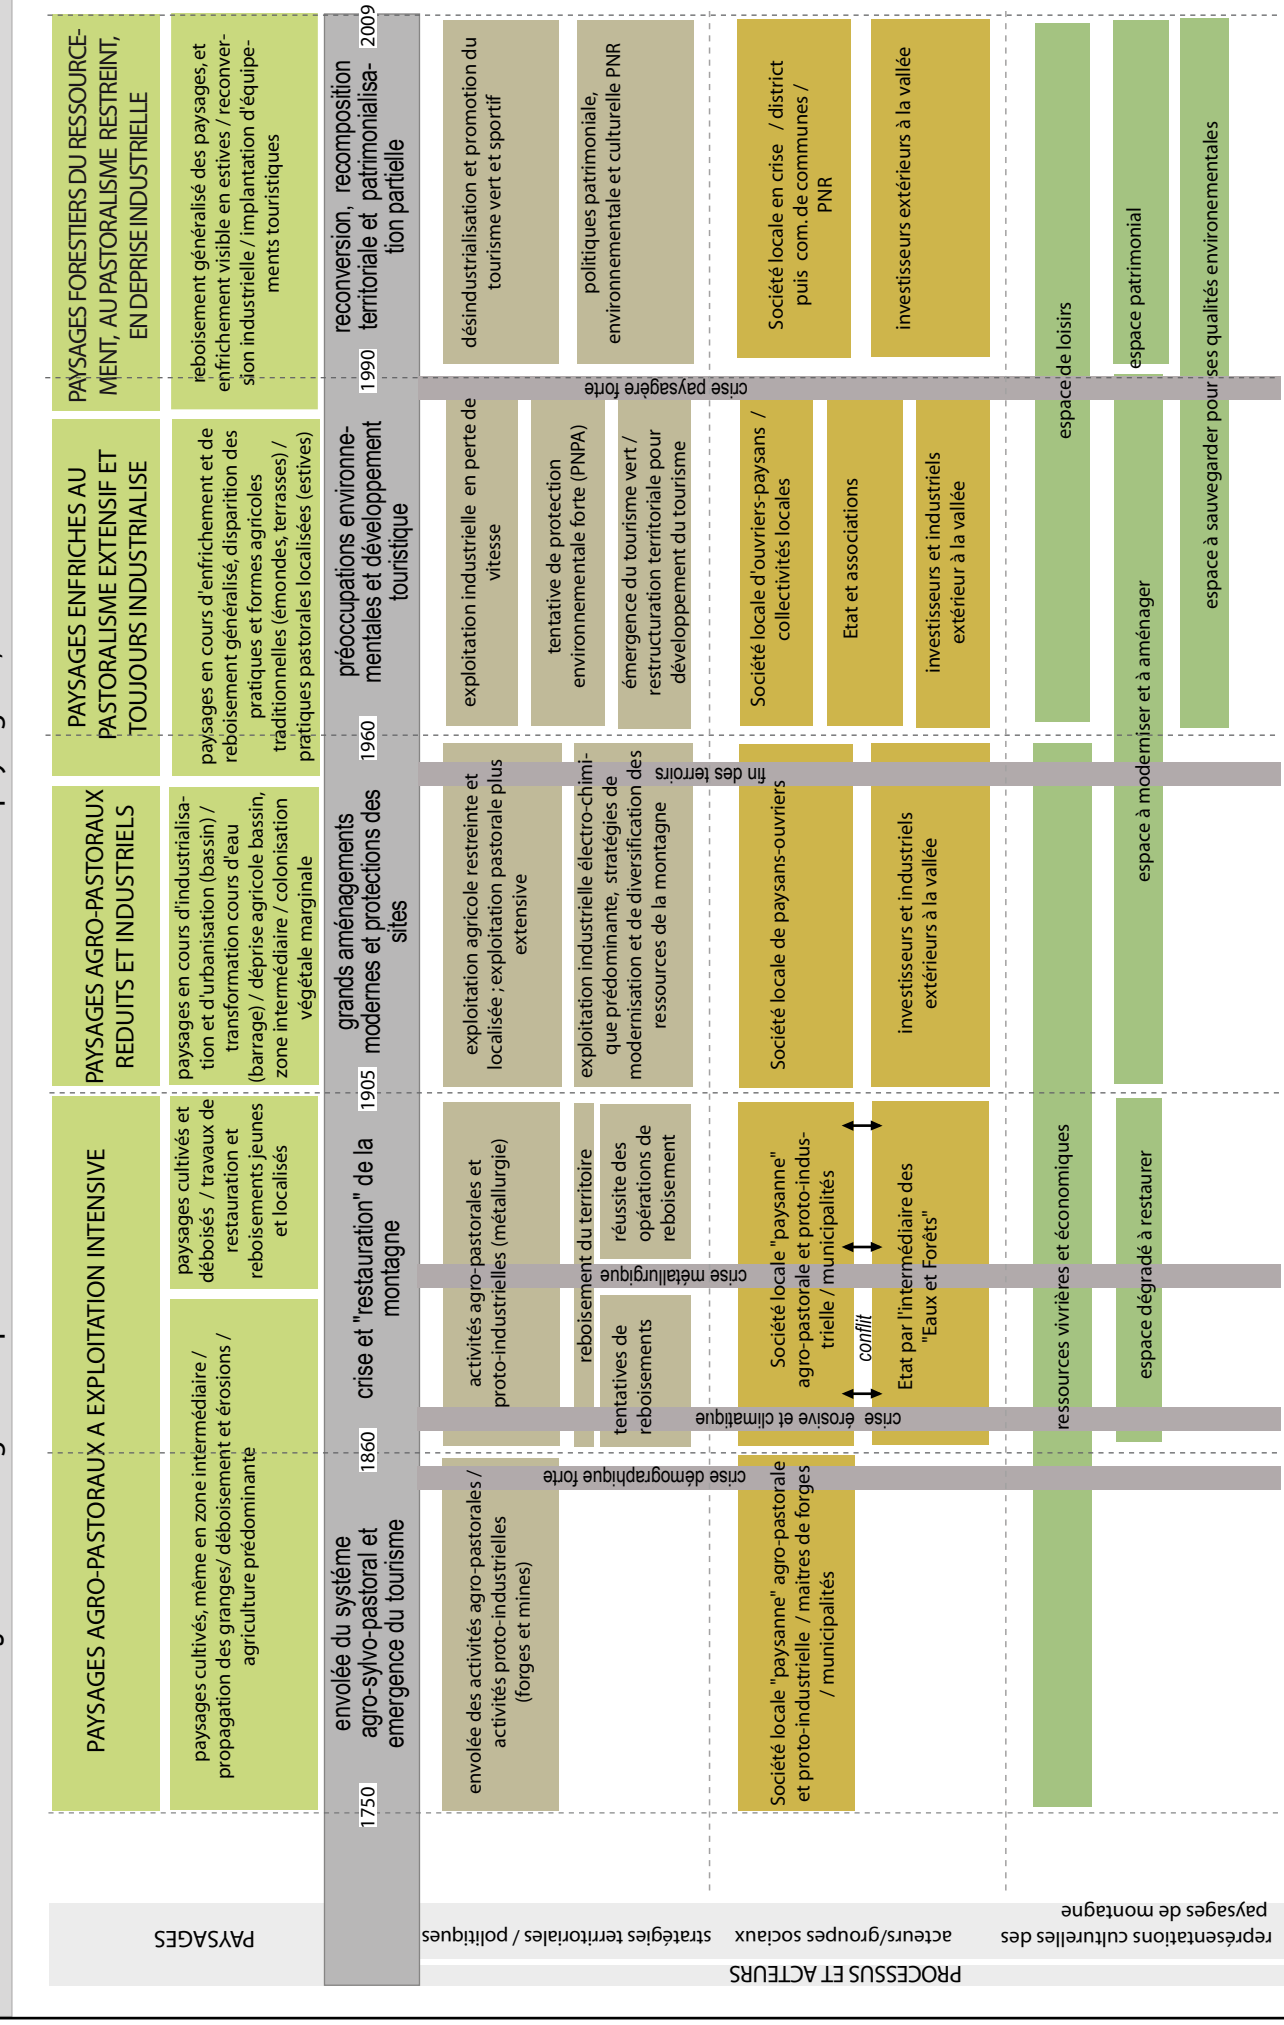 PAYSAGES
PAYSAGES AGRO-PASTORAUX A EXPLOITATION INTENSIVE
PAYSAGES AGRO-PASTORAUX
REDUITS ET INDUSTRIELS
PAYSAGES ENFRICHES AU
PASTORALISME EXTENSIF ET
TOUJOURS INDUSTRIALISE
PAYSAGES FORESTIERS DU RESSOURCE-
MENT, AU PASTORALISME RESTREINT,
EN DEPRISE INDUSTRIELLE
paysages cultivés, même en zone intermédiaire /
propagation des granges/ déboisement et érosions /
agriculture prédominante
paysages cultivés et
déboisés / travaux de
restauration et
reboisements jeunes
et localisés
paysages en cours d'industrialisa-
tion et d'urbanisation (bassin) /
transformation cours d'eau
(barrage) / déprise agricole bassin,
zone intermédiaire / colonisation
végétale marginale
paysages en cours d'enfrichement et de
reboisement généralisé, disparition des
pratiques et formes agricoles
traditionnelles (émondes, terrasses) /
pratiques pastorales localisées (estives)
reboisement généralisé des paysages, et
enfrichement visible en estives / reconver-
sion industrielle / implantation d'équipe-
ments touristiques
1750
envolée du systéme
agro-sylvo-pastoral et
emergence du tourisme
1860
crise et "restauration" de la
montagne
1905
grands aménagements
modernes et protections des
sites
1960
préoccupations environne-
mentales et développement
touristique
1990
reconversion, recomposition
territoriale et patrimonialisa-
tion partielle
2009
PROCESSUS ET ACTEURS
stratégies territoriales / politiques
envolée des activités agro-pastorales /
activités proto-industrielles
(forges et mines)
activités agro-pastorales et
proto-industrielles (métallurgie)
reboisement du territoire
tentatives de
reboisements
réussite des
opérations de
reboisement
exploitation agricole restreinte et
localisée ; exploitation pastorale plus
extensive
exploitation industrielle électro-chimi-
que prédominante, stratégies de
modernisation et de diversification des
ressources de la montagne
exploitation industrielle en perte de
vitesse
tentative de protection
environnementale forte (PNPA)
émergence du tourisme vert /
restructuration territoriale pour
développement du tourisme
désindustrialisation et promotion du
tourisme vert et sportif
politiques patrimoniale,
environnementale et culturelle PNR
crise démographique forte
crise érosive et climatique
crise métallurgique
fin des terroirs
crise paysagère forte
acteurs/groupes sociaux
Société locale "paysanne" agro-pastorale
et proto-industrielle / maitres de forges
/ municipalités
Société locale "paysanne"
agro-pastorale et proto-indus-
trielle / municipalités
conflit
Etat par l'intermédiaire des
"Eaux et Forêts"
Société locale de paysans-ouvriers
investisseurs et industriels
extérieurs à la vallée
Société locale d'ouvriers-paysans /
collectivités locales
Etat et associations
investisseurs et industriels
extérieur à la vallée
Société locale en crise / district
puis com. de communes /
PNR
investisseurs extérieurs à la vallée
représentations culturelles des
paysages de montagne
ressources vivrières et économiques
espace de loisirs
espace dégradé à restaurer
espace à moderniser et à aménager
espace patrimonial
espace à sauvegarder pour ses qualités environementales